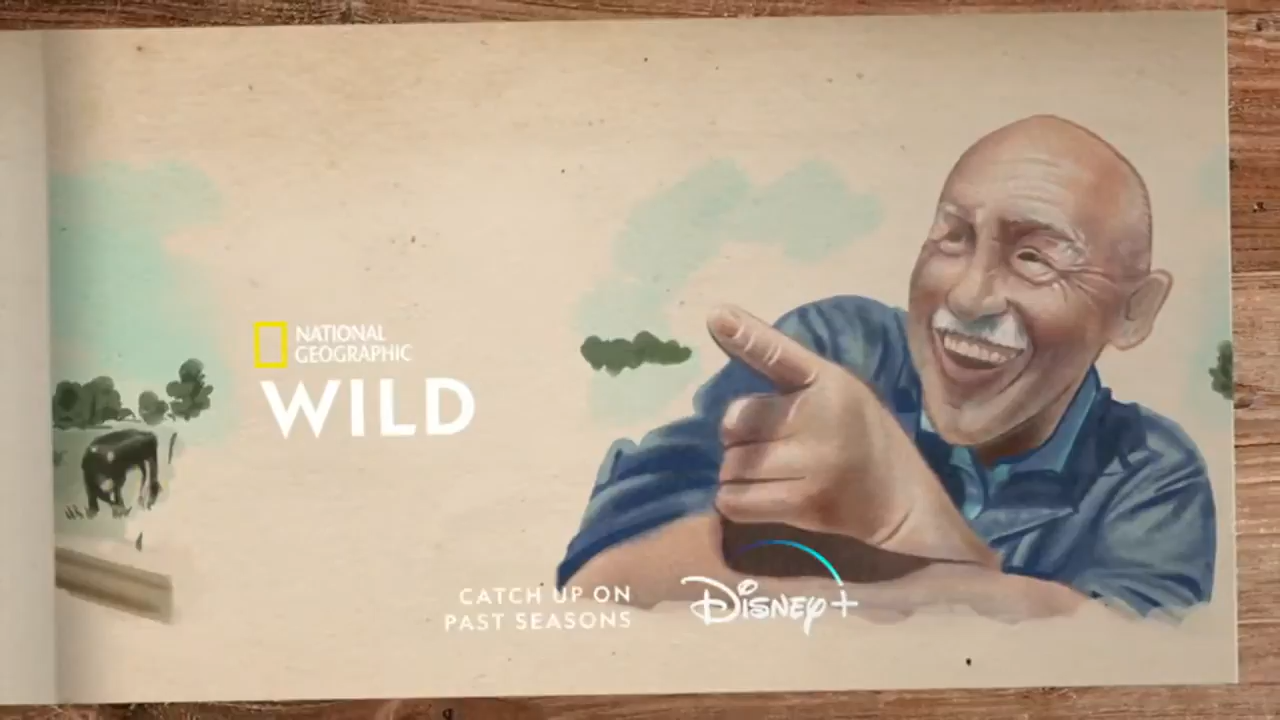 NATIONAL
GEOGRAPHIC
WILD
CATCH UP ON
PAST SEASONS
Disney+